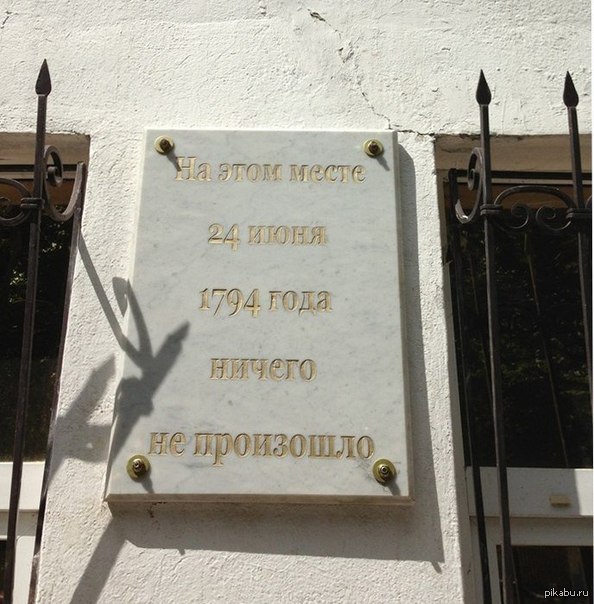 На этом месте
24 июня
1794 года
ничего
не произошло
pikabu.ru